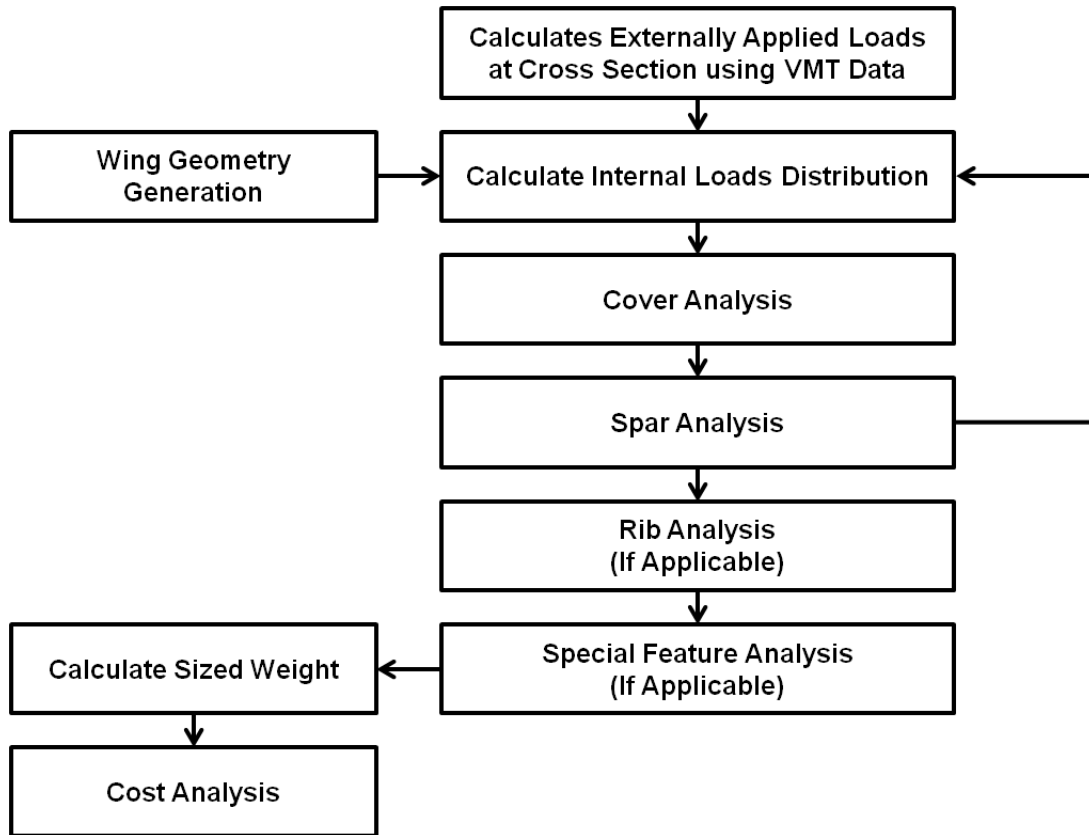 Calculates Externally Applied Loads
at Cross Section using VMT Data
Wing Geometry
Generation
Calculate Internal Loads Distribution
Cover Analysis
Spar Analysis
Rib Analysis
(If Applicable)
Special Feature Analysis
(If Applicable)
Calculate Sized Weight
Cost Analysis